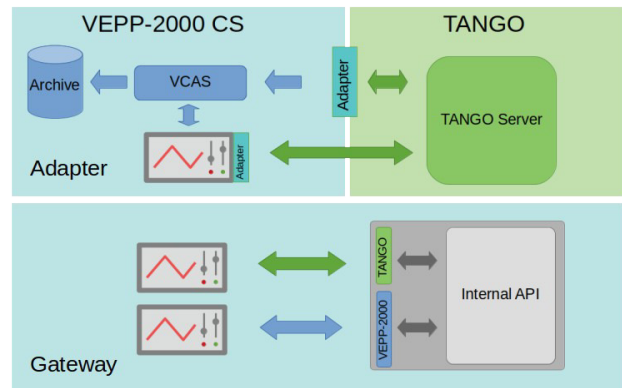 VEPP-2000 CS
TANGO
Archive
VCAS
Adapter
TANGO Server
Adapter
Adapter
TANGO
VEPP-2000
Internal API
Gateway